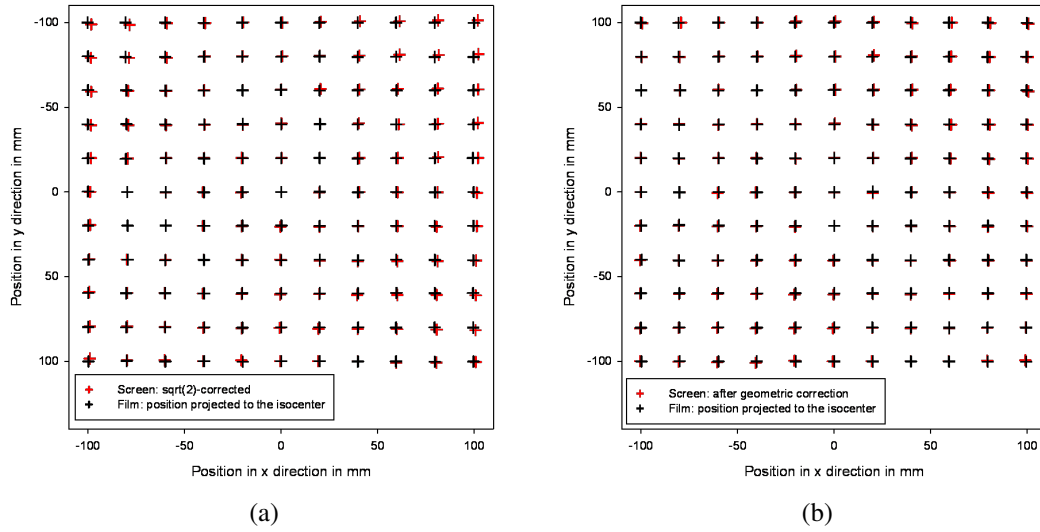 -100
-50
0
50
100
Position in y direction in mm
Screen: sqrt(2)-corrected
Film: position projected to the isocenter
-100
-50
0
50
100
Position in x direction in mm
(a)
100
50
0
-50
-100
Position in y direction in mm
Screen: after geometric correction
Film: position projected to the isocenter
-100
-50
0
50
100
Position in x direction in mm
(b)